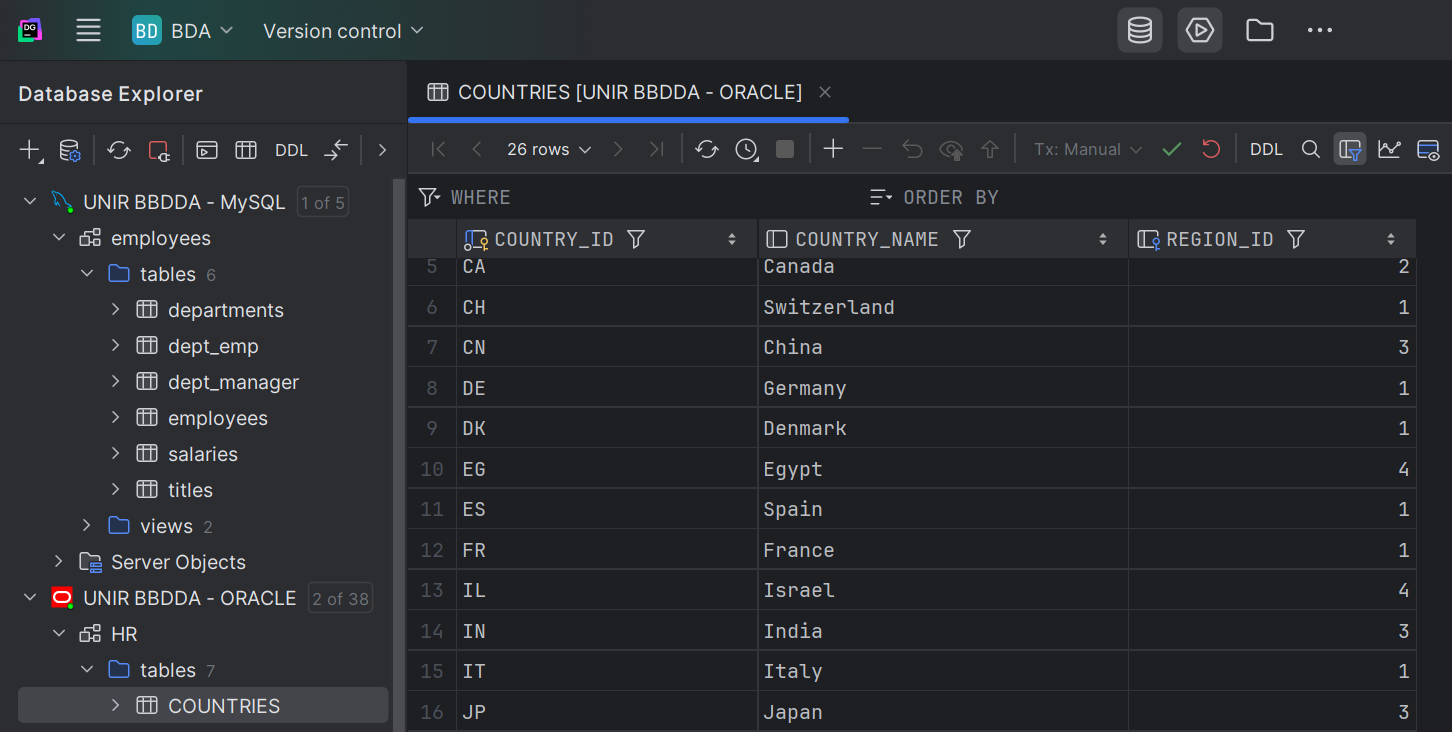 DG BD BDA Version control
Database Explorer
DDL
UNIR BBDDA - MySQL 1 of 5
employees
tables 6
departments
dept_emp
dept_manager
employees
salaries
titles
views 2
Server Objects
UNIR BBDDA - ORACLE 2 of 38
HR
tables 7
COUNTRIES
COUNTRIES [UNIR BBDDA - ORACLE]
26 rows Tx: Manual DDL
WHERE ORDER BY
COUNTRY_ID COUNTRY_NAME REGION_ID
5 CA Canada 2
6 CH Switzerland 1
7 CN China 3
8 DE Germany 1
9 DK Denmark 1
10 EG Egypt 4
11 ES Spain 1
12 FR France 1
13 IL Israel 4
14 IN India 3
15 IT Italy 1
16 JP Japan 3